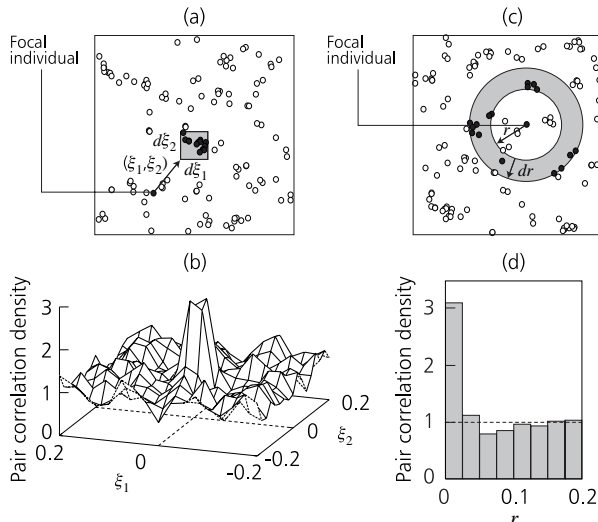 (a)
Focal
individual
dξ₂
(ξ₁,ξ₂)
dξ₁
(c)
Focal
individual
r
dr
(b)
Pair correlation density
3
2
1
0
0.2
0
-0.2
ξ₁
-0.2
0
0.2
ξ₂
(d)
Pair correlation density
3
2
1
0
0
0.1
0.2
r